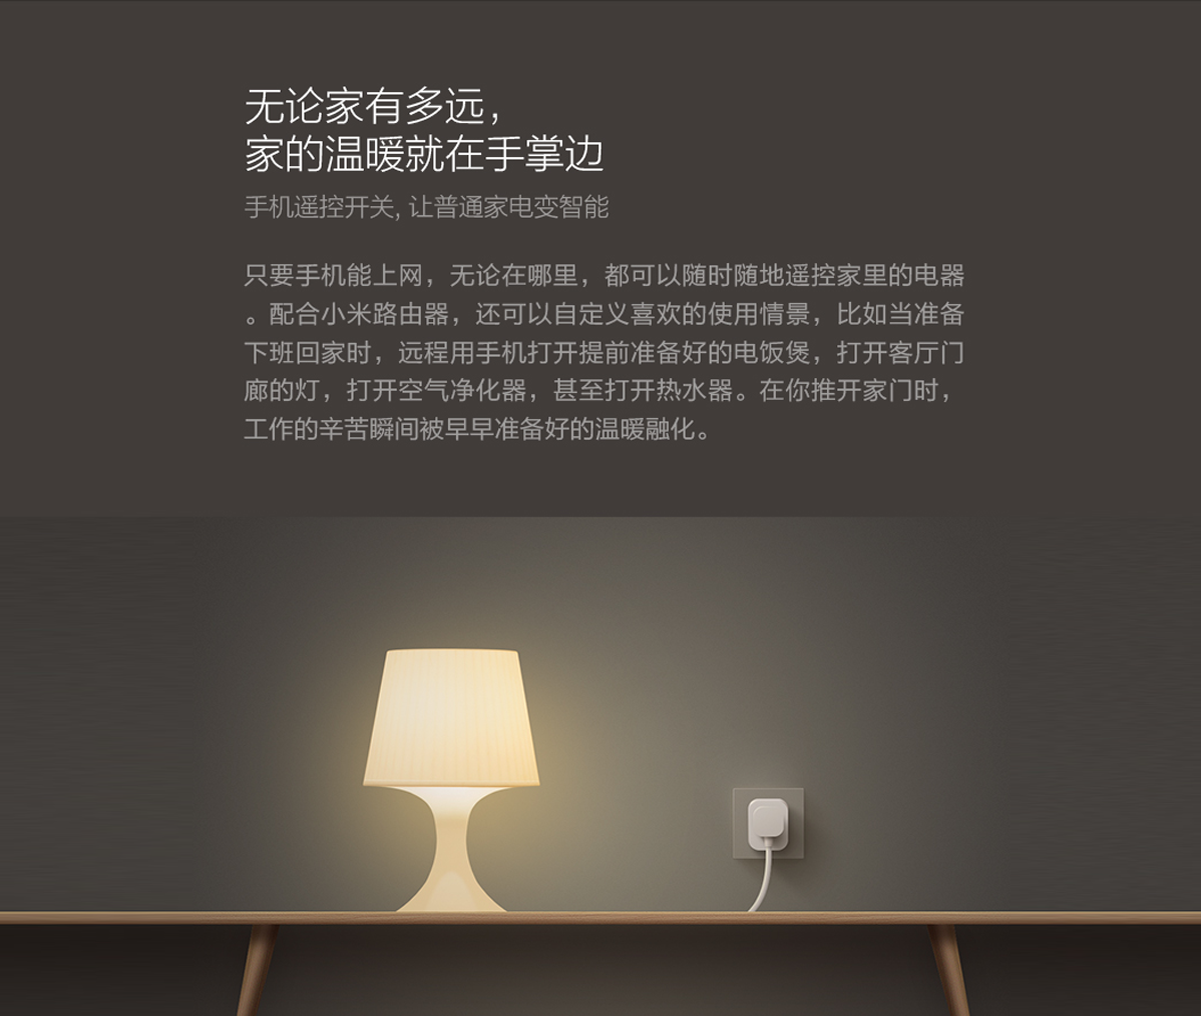 无论家有多远，
家的温暖就在手掌边
手机遥控开关, 让普通家电变智能
只要手机能上网，无论在哪里，都可以随时随地遥控家里的电器
。配合小米路由器，还可以自定义喜欢的使用情景，比如当准备
下班回家时，远程用手机打开提前准备好的电饭煲，打开客厅门
廊的灯，打开空气净化器，甚至打开热水器。在你推开家门时，
工作的辛苦瞬间被早早准备好的温暖融化。